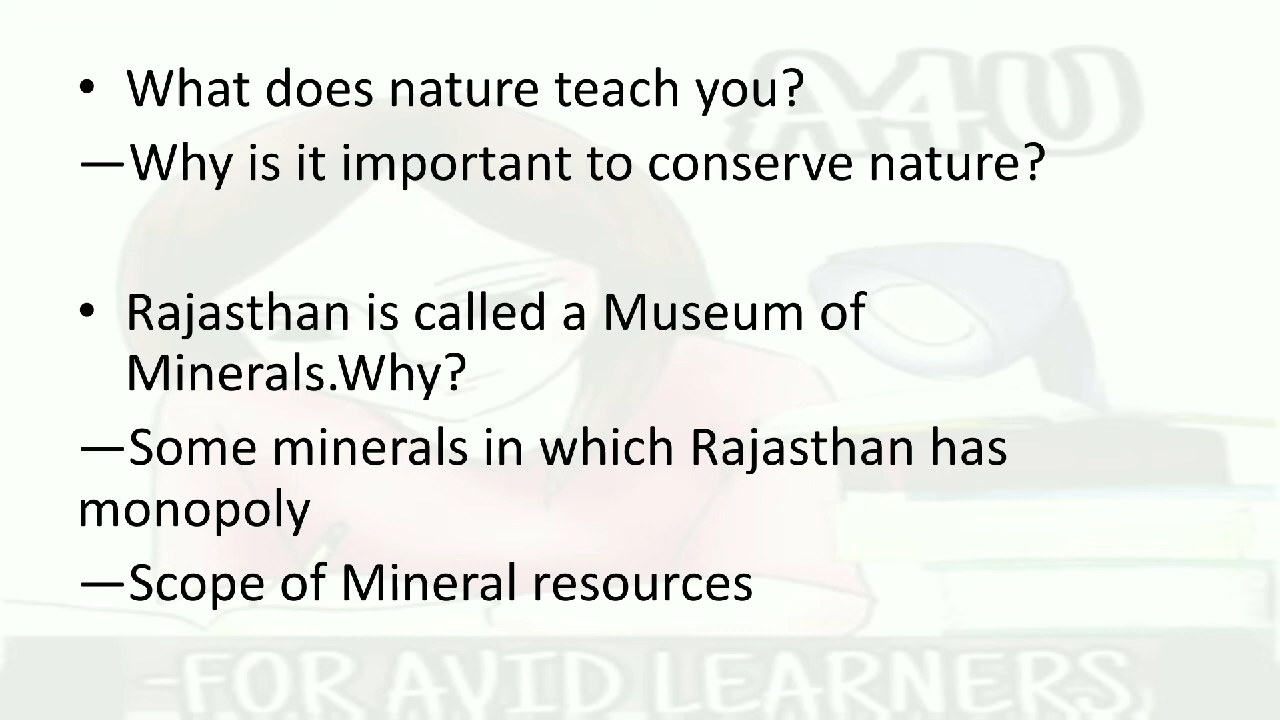 A4U
• What does nature teach you?
—Why is it important to conserve nature?
• Rajasthan is called a Museum of
Minerals.Why?
—Some minerals in which Rajasthan has
monopoly
—Scope of Mineral resources
-FOR AVID LEARNERS.